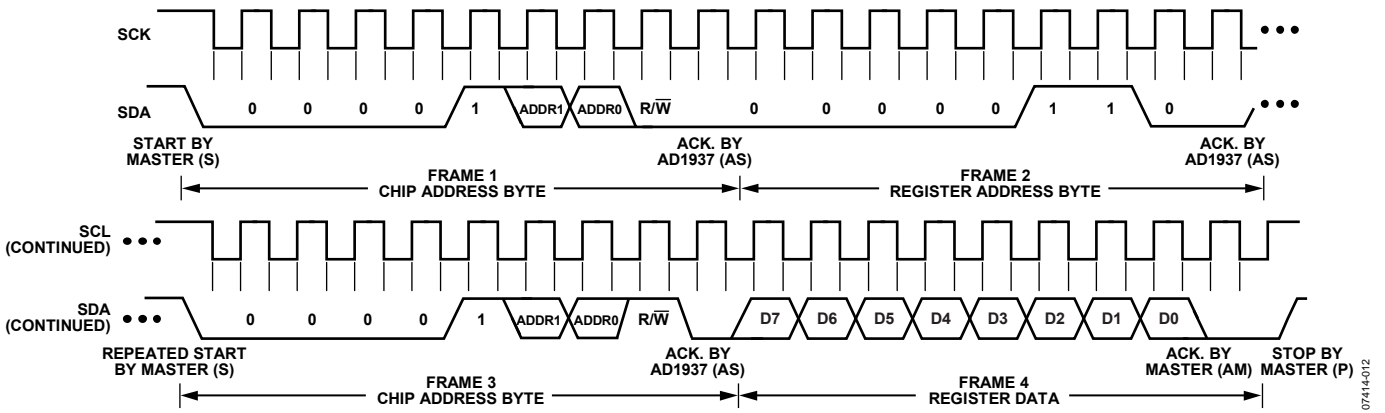 SCK
SDA
0 0 0 0 1 ADDR1 ADDR0 R/W̅ 0 0 0 0 0 1 1 0
START BY
MASTER (S)
ACK. BY
AD1937 (AS)
ACK. BY
AD1937 (AS)
FRAME 1
CHIP ADDRESS BYTE
FRAME 2
REGISTER ADDRESS BYTE
SCL
(CONTINUED)
SDA
(CONTINUED)
0 0 0 0 1 ADDR1 ADDR0 R/W̅ D7 D6 D5 D4 D3 D2 D1 D0
REPEATED START
BY MASTER (S)
ACK. BY
AD1937 (AS)
ACK. BY
MASTER (AM)
STOP BY
MASTER (P)
FRAME 3
CHIP ADDRESS BYTE
FRAME 4
REGISTER DATA
07414-012